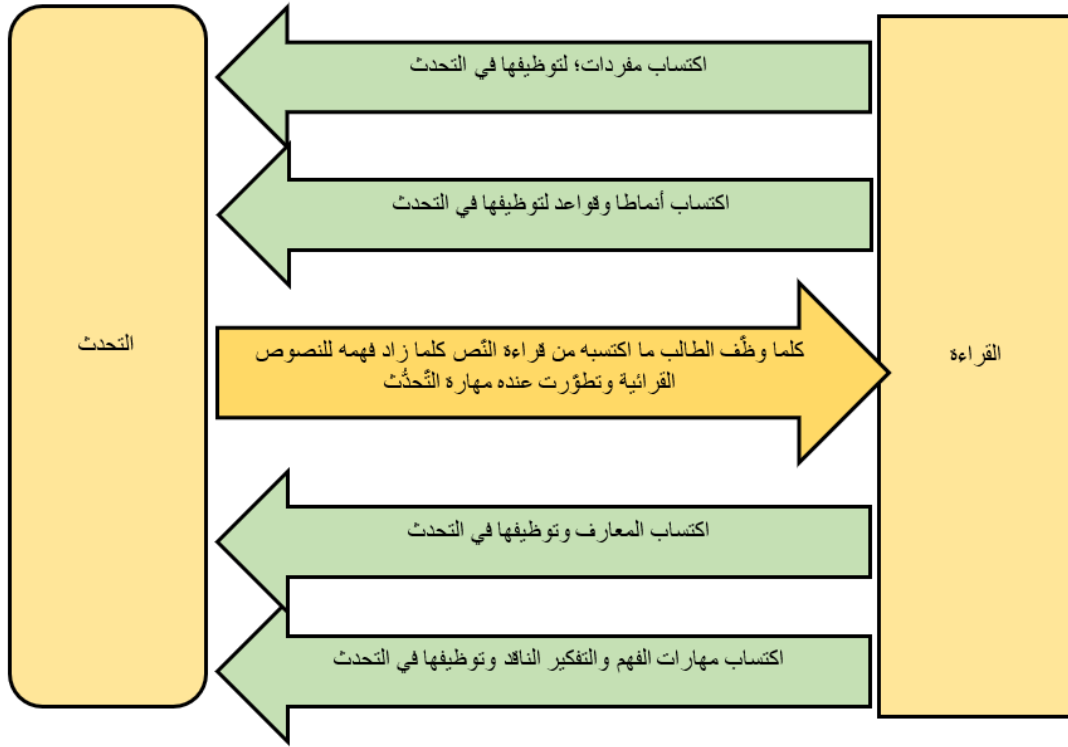 القراءة
اكتساب مفردات؛ لتوظيفها في التحدث
اكتساب أنماطا وقواعد لتوظيفها في التحدث
كلما وظَّف الطالب ما اكتسبه من قراءة النَّص كلما زاد فهمه للنصوص
القرائية وتطوَّرت عنده مهارة التَّحدُّث
اكتساب المعارف وتوظيفها في التحدث
اكتساب مهارات الفهم والتفكير الناقد وتوظيفها في التحدث
التحدث